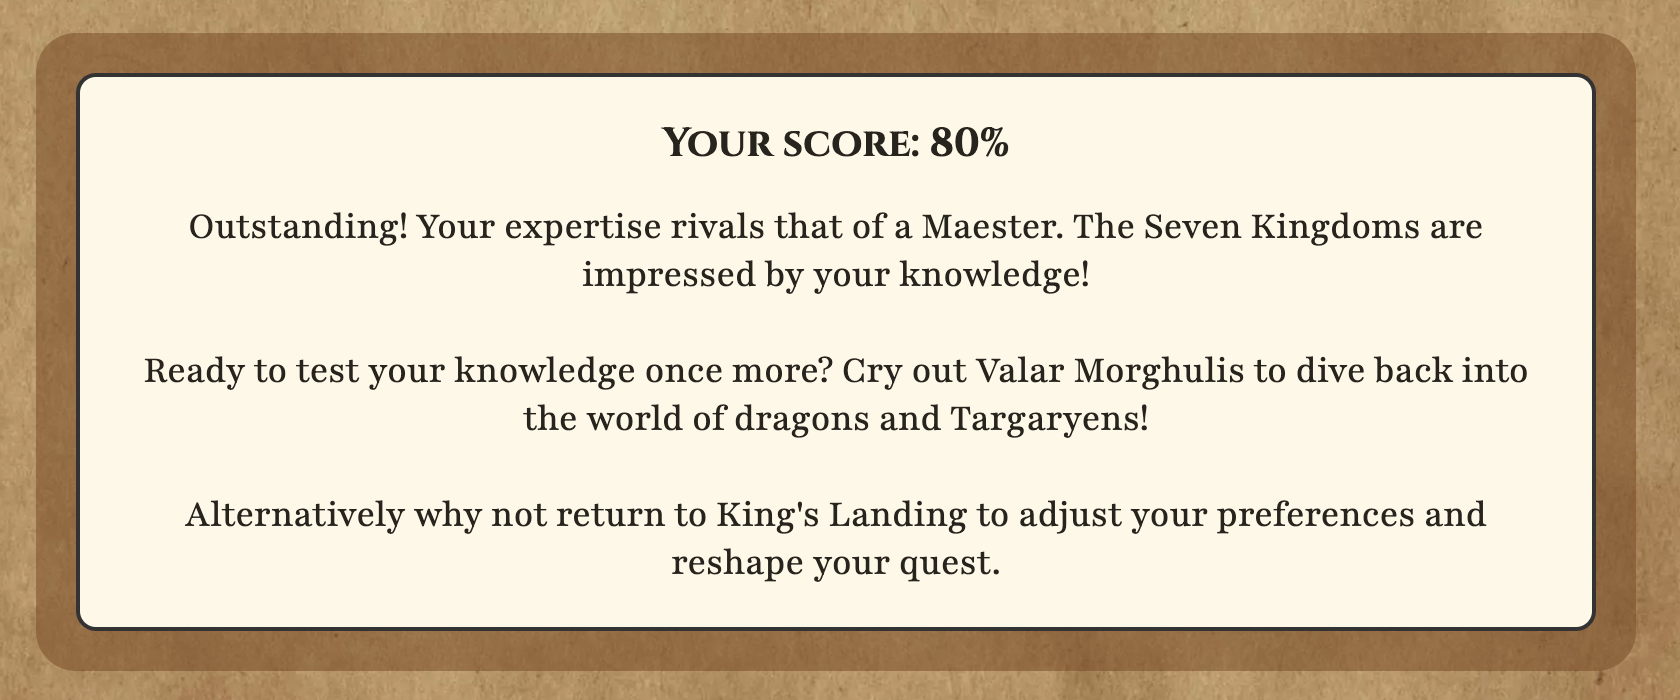 Your score: 80%
Outstanding! Your expertise rivals that of a Maester. The Seven Kingdoms are
impressed by your knowledge!
Ready to test your knowledge once more? Cry out Valar Morghulis to dive back into
the world of dragons and Targaryens!
Alternatively why not return to King's Landing to adjust your preferences and
reshape your quest.